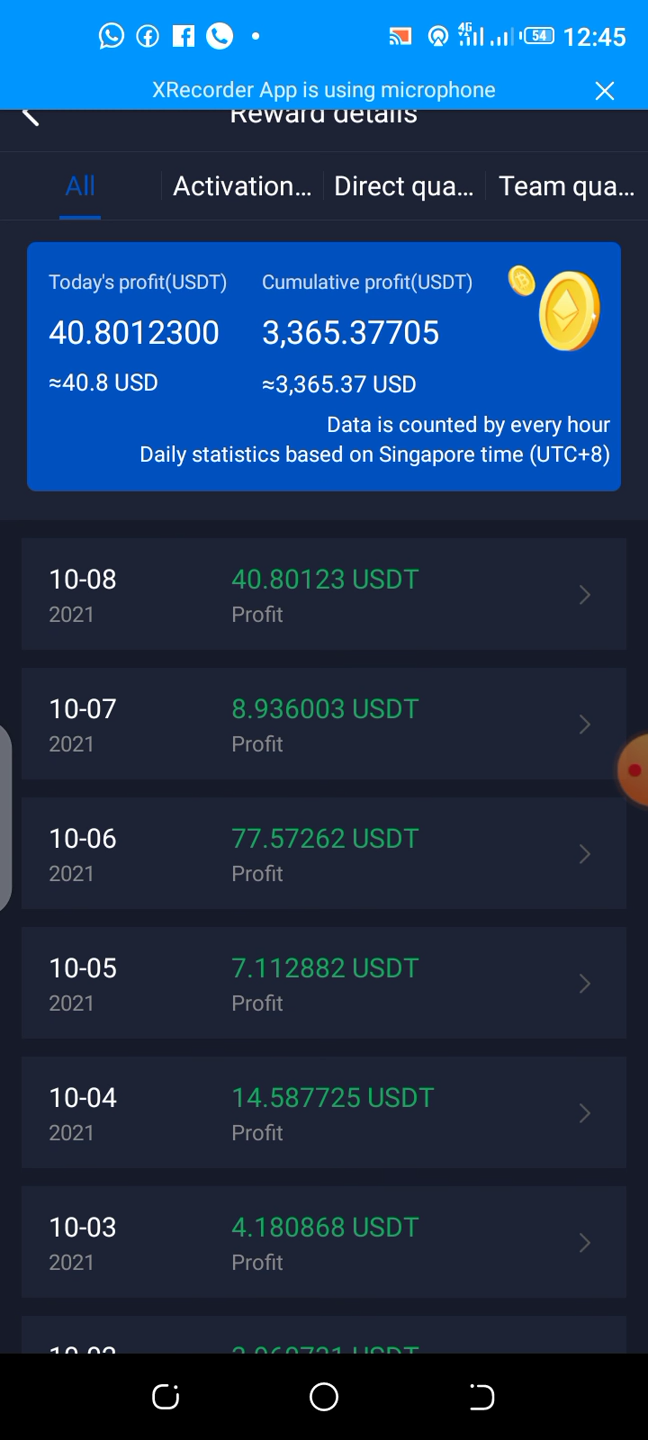 4G 54 12:45
XRecorder App is using microphone
Reward details
All Activation... Direct qua... Team qua...
Today's profit(USDT) Cumulative profit(USDT)
40.8012300 3,365.37705
≈40.8 USD ≈3,365.37 USD
Data is counted by every hour
Daily statistics based on Singapore time (UTC+8)
10-08 40.80123 USDT
2021 Profit
10-07 8.936003 USDT
2021 Profit
10-06 77.57262 USDT
2021 Profit
10-05 7.112882 USDT
2021 Profit
10-04 14.587725 USDT
2021 Profit
10-03 4.180868 USDT
2021 Profit
USDT